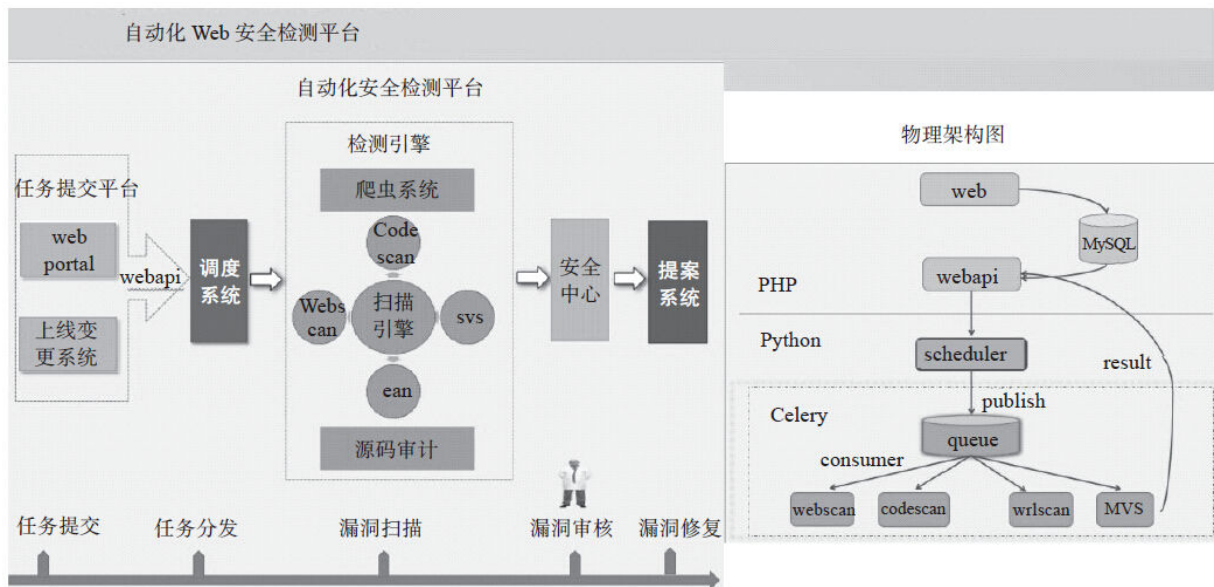 自动化 Web 安全检测平台
自动化安全检测平台
任务提交平台
web
portal
上线变
更系统
webapi
调度
系统
检测引擎
爬虫系统
Code
scan
Webs
can
扫描
引擎
svs
ean
源码审计
安全
中心
提案
系统
任务提交
任务分发
漏洞扫描
漏洞审核
漏洞修复
物理架构图
web
MySQL
webapi
PHP
Python
scheduler
result
publish
Celery
queue
consumer
webscan
codescan
wrlscan
MVS